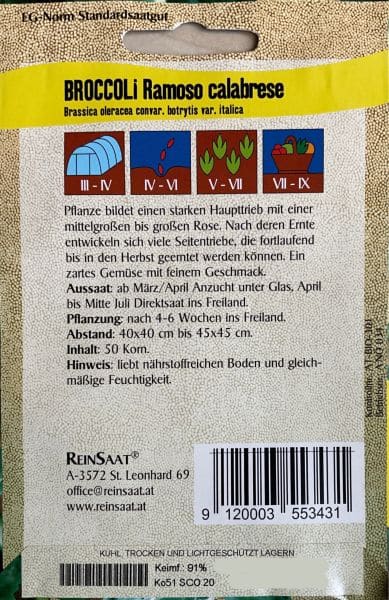 EG-Norm Standardsaatgut
BROCCOLi Ramoso calabrese
Brassica oleracea convar. botrytis var. italica
III - IV IV - VI V - VII VII - IX
Pflanze bildet einen starken Haupttrieb mit einer
mittelgroßen bis großen Rose. Nach deren Ernte
entwickeln sich viele Seitentriebe, die fortlaufend
bis in den Herbst geerntet werden können. Ein
zartes Gemüse mit feinem Geschmack.
Aussaat: ab März/April Anzucht unter Glas, April
bis Mitte Juli Direktsaat ins Freiland.
Pflanzung: nach 4-6 Wochen ins Freiland.
Abstand: 40x40 cm bis 45x45 cm.
Inhalt: 50 Korn.
Hinweis: liebt nährstoffreichen Boden und gleich-
mäßige Feuchtigkeit.
Kontrollnr. AT-BIO-301
REINSAAT®
A-3572 St. Leonhard 69
office@reinsaat.at
www.reinsaat.at
9 120003 553431
KÜHL, TROCKEN UND LICHTGESCHÜTZT LAGERN
Keimf.: 91%
Ko51 SCO 20